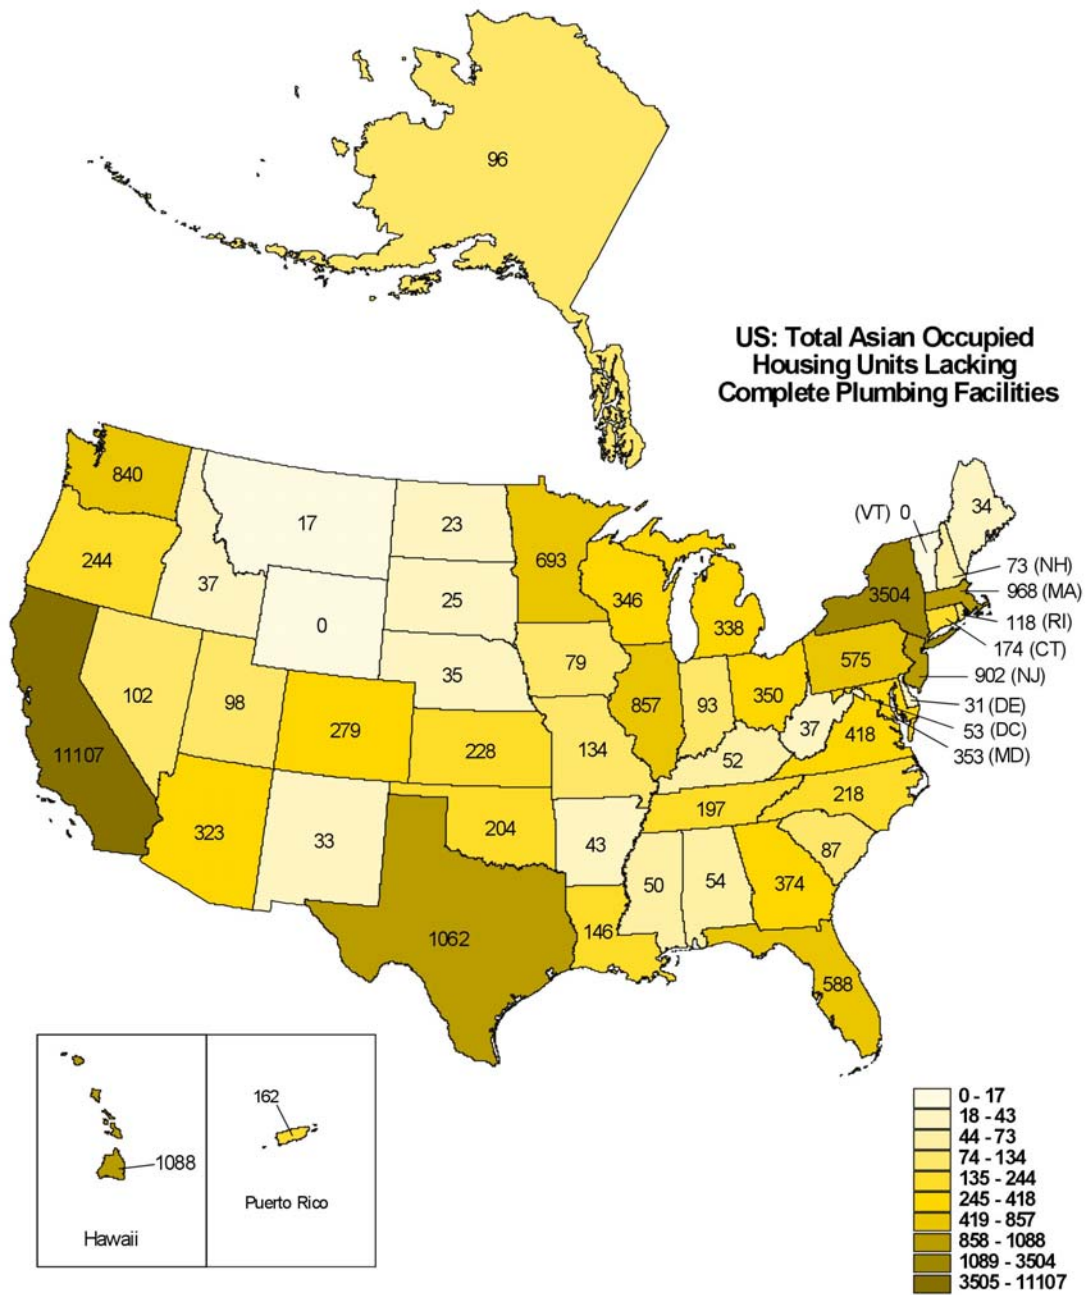 96
US: Total Asian Occupied
Housing Units Lacking
Complete Plumbing Facilities
840
17
23
693
(VT) 0
34
244
37
25
346
338
3504
73 (NH)
968 (MA)
118 (RI)
174 (CT)
902 (NJ)
31 (DE)
53 (DC)
353 (MD)
0
35
79
575
102
98
279
228
857
93
350
37
418
11107
134
52
323
33
204
197
218
43
87
50
54
374
1062
146
588
1088
Hawaii
162
Puerto Rico
0 - 17
18 - 43
44 - 73
74 - 134
135 - 244
245 - 418
419 - 857
858 - 1088
1089 - 3504
3505 - 11107